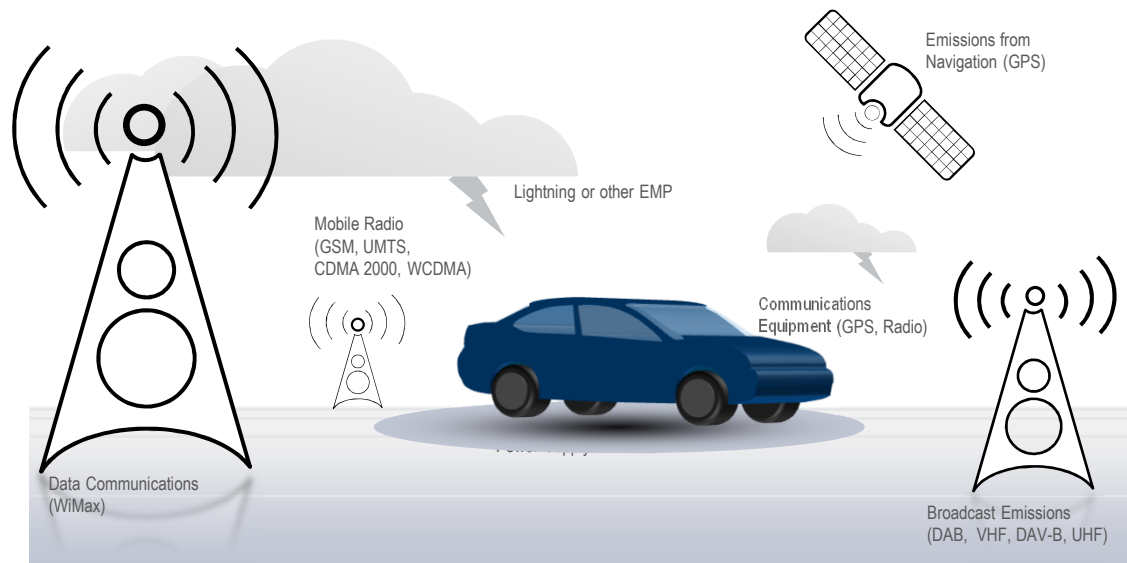 Emissions from
Navigation (GPS)
Lightning or other EMP
Mobile Radio
(GSM, UMTS,
CDMA 2000, WCDMA)
Communications
Equipment (GPS, Radio)
Data Communications
(WiMax)
Broadcast Emissions
(DAB, VHF, DAV-B, UHF)